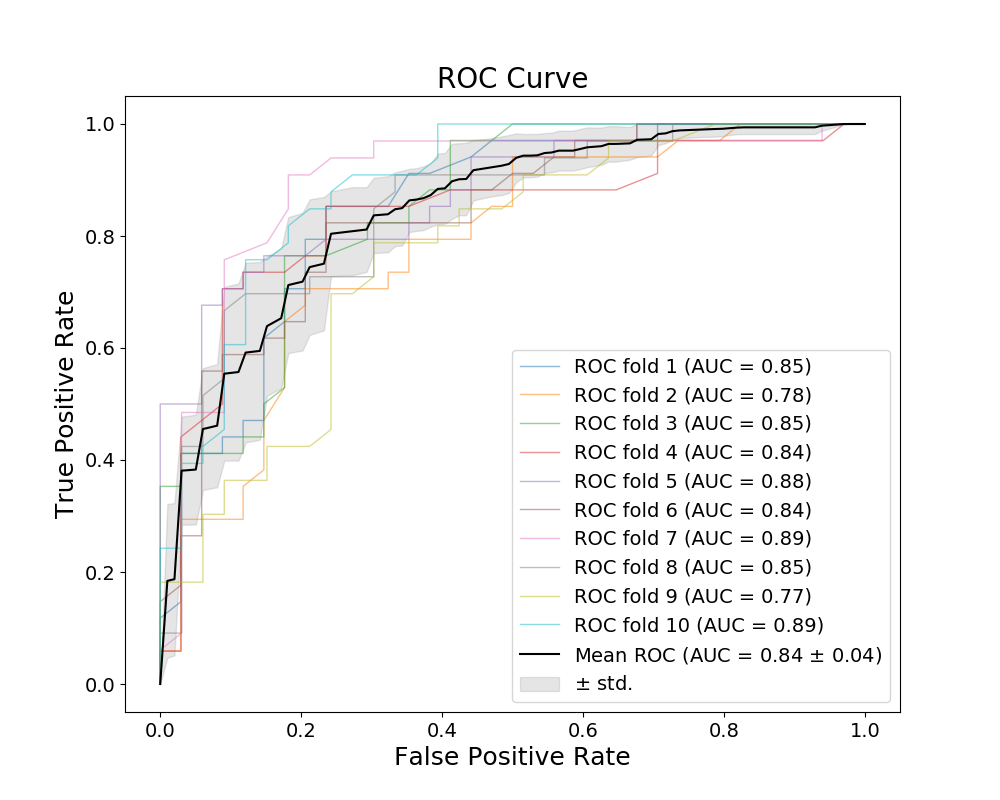 ROC Curve
1.0
0.8
0.6
0.4
0.2
0.0
True Positive Rate
ROC fold 1 (AUC = 0.85)
ROC fold 2 (AUC = 0.78)
ROC fold 3 (AUC = 0.85)
ROC fold 4 (AUC = 0.84)
ROC fold 5 (AUC = 0.88)
ROC fold 6 (AUC = 0.84)
ROC fold 7 (AUC = 0.89)
ROC fold 8 (AUC = 0.85)
ROC fold 9 (AUC = 0.77)
ROC fold 10 (AUC = 0.89)
Mean ROC (AUC = 0.84 ± 0.04)
± std.
0.0 0.2 0.4 0.6 0.8 1.0
False Positive Rate